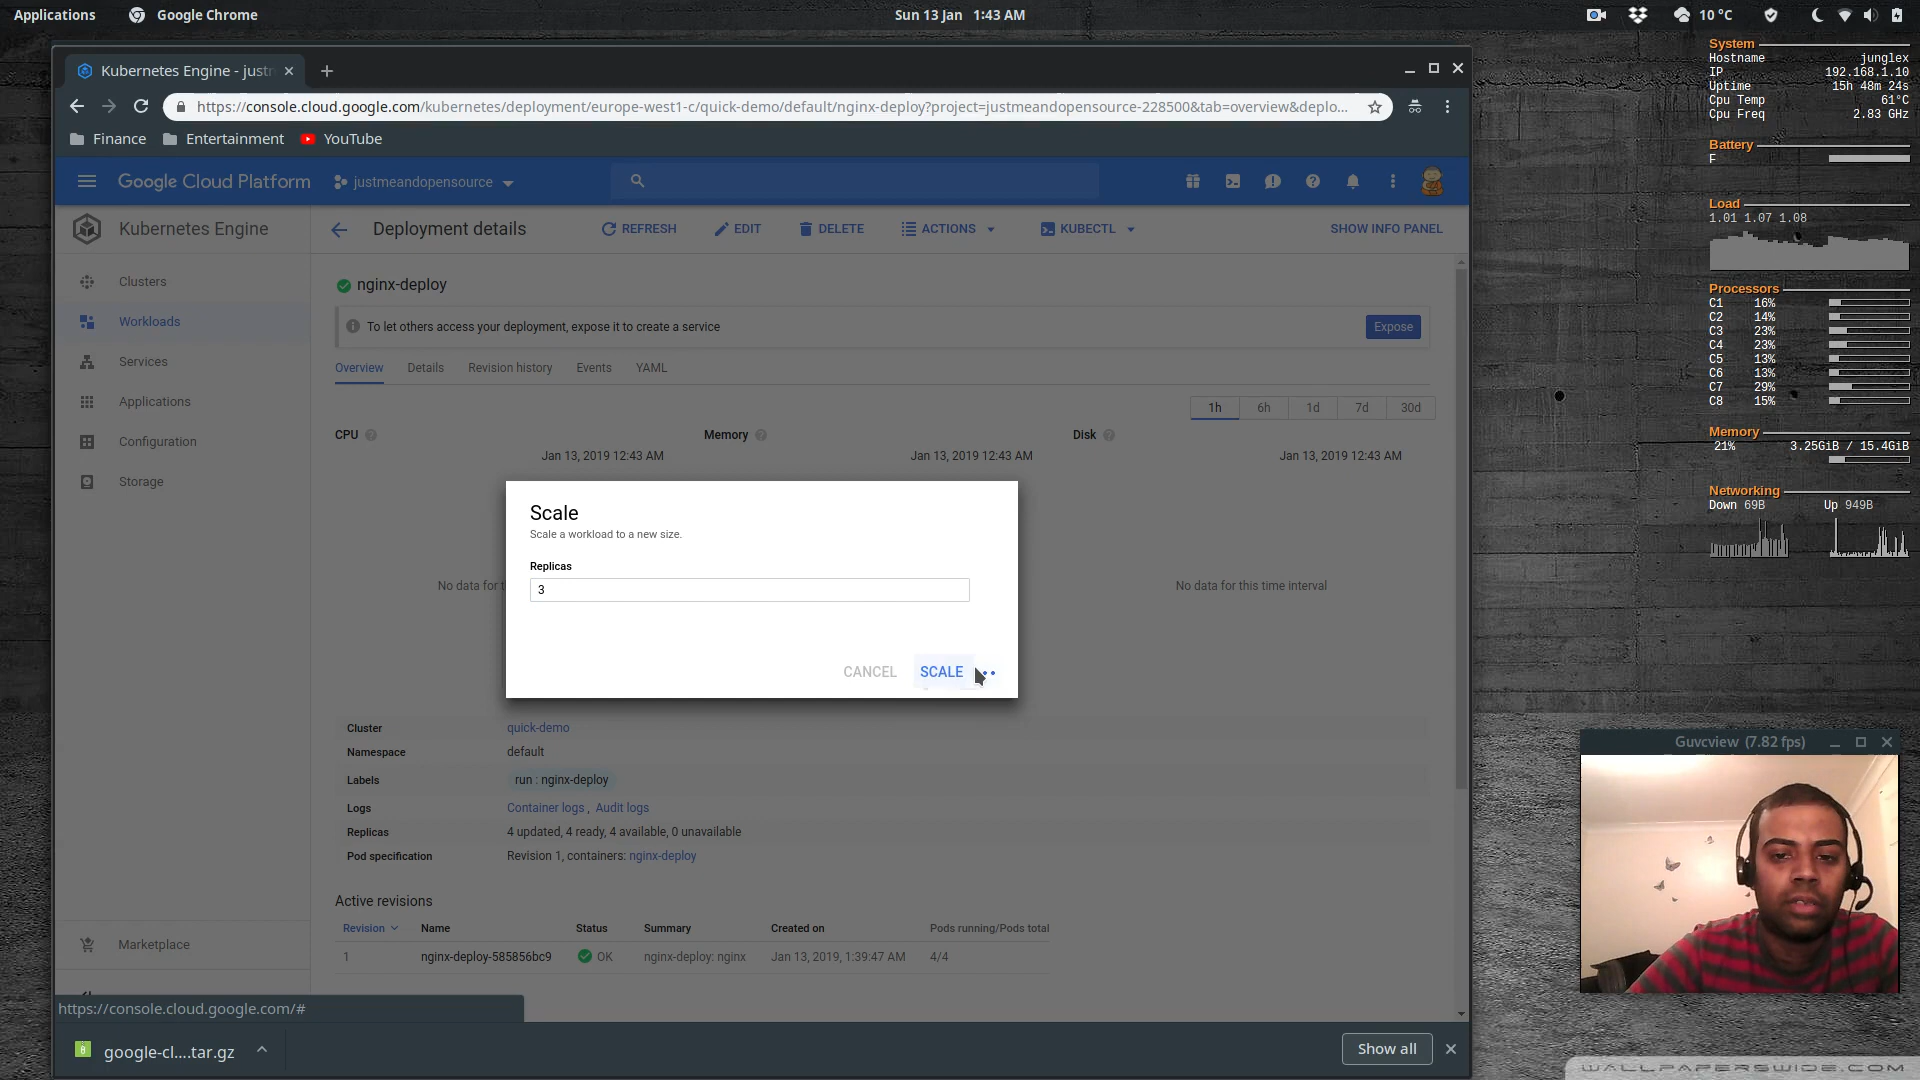 Applications
Google Chrome
Sun 13 Jan 1:43 AM
10 °C
Kubernetes Engine - just
https://console.cloud.google.com/kubernetes/deployment/europe-west1-c/quick-demo/default/nginx-deploy?project=justmeandopensource-228500&tab=overview&deplo...
Finance
Entertainment
YouTube
Google Cloud Platform
justmeandopensource
Kubernetes Engine
Deployment details
REFRESH
EDIT
DELETE
ACTIONS
KUBECTL
SHOW INFO PANEL
Clusters
Workloads
Services
Applications
Configuration
Storage
Marketplace
nginx-deploy
To let others access your deployment, expose it to create a service
Expose
Overview
Details
Revision history
Events
YAML
1h
6h
1d
7d
30d
CPU
Memory
Disk
Jan 13, 2019 12:43 AM
Jan 13, 2019 12:43 AM
Jan 13, 2019 12:43 AM
No data for t
No data for this time interval
Scale
Scale a workload to a new size.
Replicas
3
CANCEL
SCALE
Cluster quick-demo
Namespace default
Labels run : nginx-deploy
Logs Container logs , Audit logs
Replicas 4 updated, 4 ready, 4 available, 0 unavailable
Pod specification Revision 1, containers: nginx-deploy
Active revisions
Revision Name Status Summary Created on Pods running/Pods total
1 nginx-deploy-585856bc9 OK nginx-deploy: nginx Jan 13, 2019, 1:39:47 AM 4/4
https://console.cloud.google.com/#
google-cl....tar.gz
Show all
System
Hostname junglex
IP 192.168.1.10
Uptime 15h 48m 24s
Cpu Temp 61°C
Cpu Freq 2.83 GHz
Battery
F
Load
1.01 1.07 1.08
Processors
C1 16%
C2 14%
C3 23%
C4 23%
C5 13%
C6 13%
C7 29%
C8 15%
Memory
21% 3.25GiB / 15.4GiB
Networking
Down 69B Up 949B
Guvcview (7.82 fps)
WALLPAPERSWIDE.COM